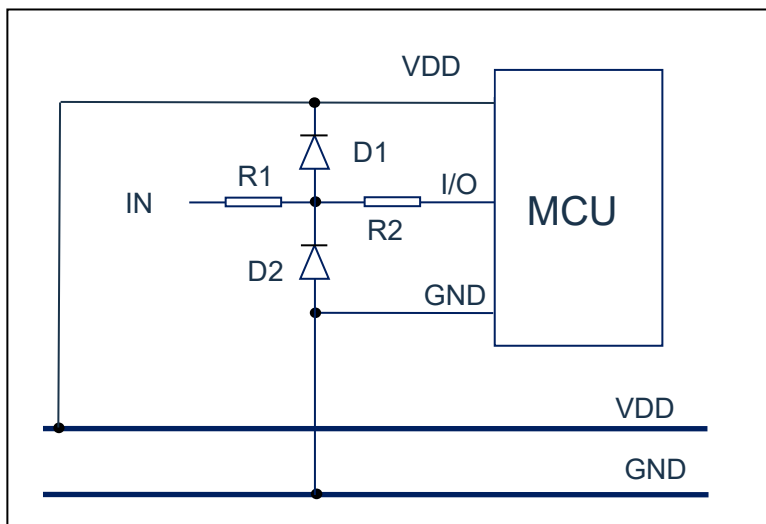 VDD
D1
R1
IN
I/O
MCU
R2
D2
GND
VDD
GND